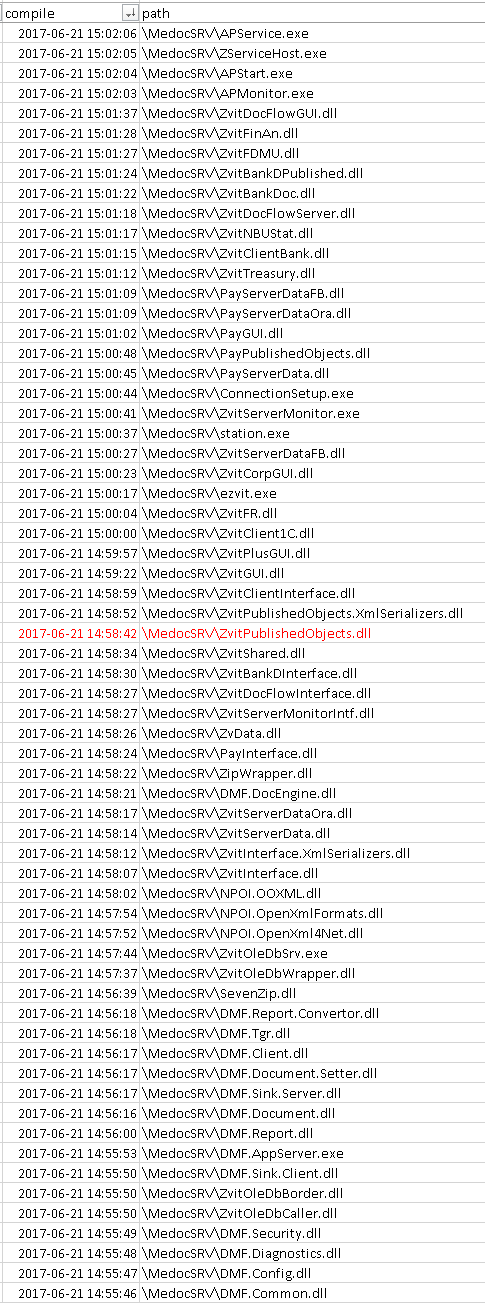 compile path
2017-06-21 15:02:06 \MedocSRV\/\APService.exe
2017-06-21 15:02:05 \MedocSRV\/\ZServiceHost.exe
2017-06-21 15:02:04 \MedocSRV\/\APStart.exe
2017-06-21 15:02:03 \MedocSRV\/\APMonitor.exe
2017-06-21 15:01:37 \MedocSRV\/\ZvitDocFlowGUI.dll
2017-06-21 15:01:28 \MedocSRV\/\ZvitFinAn.dll
2017-06-21 15:01:27 \MedocSRV\/\ZvitFDMU.dll
2017-06-21 15:01:24 \MedocSRV\/\ZvitBankDPublished.dll
2017-06-21 15:01:22 \MedocSRV\/\ZvitBankDoc.dll
2017-06-21 15:01:18 \MedocSRV\/\ZvitDocFlowServer.dll
2017-06-21 15:01:17 \MedocSRV\/\ZvitNBUStat.dll
2017-06-21 15:01:15 \MedocSRV\/\ZvitClientBank.dll
2017-06-21 15:01:12 \MedocSRV\/\ZvitTreasury.dll
2017-06-21 15:01:09 \MedocSRV\/\PayServerDataFB.dll
2017-06-21 15:01:09 \MedocSRV\/\PayServerDataOra.dll
2017-06-21 15:01:02 \MedocSRV\/\PayGUI.dll
2017-06-21 15:00:48 \MedocSRV\/\PayPublishedObjects.dll
2017-06-21 15:00:45 \MedocSRV\/\PayServerData.dll
2017-06-21 15:00:44 \MedocSRV\/\ConnectionSetup.exe
2017-06-21 15:00:41 \MedocSRV\/\ZvitServerMonitor.exe
2017-06-21 15:00:37 \MedocSRV\/\station.exe
2017-06-21 15:00:27 \MedocSRV\/\ZvitServerDataFB.dll
2017-06-21 15:00:23 \MedocSRV\/\ZvitCorpGUI.dll
2017-06-21 15:00:17 \MedocSRV\/\ezvit.exe
2017-06-21 15:00:04 \MedocSRV\/\ZvitFR.dll
2017-06-21 15:00:00 \MedocSRV\/\ZvitClient1C.dll
2017-06-21 14:59:57 \MedocSRV\/\ZvitPlusGUI.dll
2017-06-21 14:59:22 \MedocSRV\/\ZvitGUI.dll
2017-06-21 14:58:59 \MedocSRV\/\ZvitClientInterface.dll
2017-06-21 14:58:52 \MedocSRV\/\ZvitPublishedObjects.XmlSerializers.dll
2017-06-21 14:58:42 \MedocSRV\/\ZvitPublishedObjects.dll
2017-06-21 14:58:34 \MedocSRV\/\ZvitShared.dll
2017-06-21 14:58:30 \MedocSRV\/\ZvitBankDInterface.dll
2017-06-21 14:58:27 \MedocSRV\/\ZvitDocFlowInterface.dll
2017-06-21 14:58:27 \MedocSRV\/\ZvitServerMonitorIntf.dll
2017-06-21 14:58:26 \MedocSRV\/\ZvData.dll
2017-06-21 14:58:24 \MedocSRV\/\PayInterface.dll
2017-06-21 14:58:22 \MedocSRV\/\ZipWrapper.dll
2017-06-21 14:58:21 \MedocSRV\/\DMF.DocEngine.dll
2017-06-21 14:58:17 \MedocSRV\/\ZvitServerDataOra.dll
2017-06-21 14:58:14 \MedocSRV\/\ZvitServerData.dll
2017-06-21 14:58:12 \MedocSRV\/\ZvitInterface.XmlSerializers.dll
2017-06-21 14:58:07 \MedocSRV\/\ZvitInterface.dll
2017-06-21 14:58:02 \MedocSRV\/\NPOI.OOXML.dll
2017-06-21 14:57:54 \MedocSRV\/\NPOI.OpenXmlFormats.dll
2017-06-21 14:57:52 \MedocSRV\/\NPOI.OpenXml4Net.dll
2017-06-21 14:57:44 \MedocSRV\/\ZvitOleDbSrv.exe
2017-06-21 14:57:37 \MedocSRV\/\ZvitOleDbWrapper.dll
2017-06-21 14:56:39 \MedocSRV\/\SevenZip.dll
2017-06-21 14:56:18 \MedocSRV\/\DMF.Report.Convertor.dll
2017-06-21 14:56:18 \MedocSRV\/\DMF.Tgr.dll
2017-06-21 14:56:17 \MedocSRV\/\DMF.Client.dll
2017-06-21 14:56:17 \MedocSRV\/\DMF.Document.Setter.dll
2017-06-21 14:56:17 \MedocSRV\/\DMF.Sink.Server.dll
2017-06-21 14:56:16 \MedocSRV\/\DMF.Document.dll
2017-06-21 14:56:00 \MedocSRV\/\DMF.Report.dll
2017-06-21 14:55:53 \MedocSRV\/\DMF.AppServer.exe
2017-06-21 14:55:50 \MedocSRV\/\DMF.Sink.Client.dll
2017-06-21 14:55:50 \MedocSRV\/\ZvitOleDbBorder.dll
2017-06-21 14:55:50 \MedocSRV\/\ZvitOleDbCaller.dll
2017-06-21 14:55:49 \MedocSRV\/\DMF.Security.dll
2017-06-21 14:55:48 \MedocSRV\/\DMF.Diagnostics.dll
2017-06-21 14:55:47 \MedocSRV\/\DMF.Config.dll
2017-06-21 14:55:46 \MedocSRV\/\DMF.Common.dll